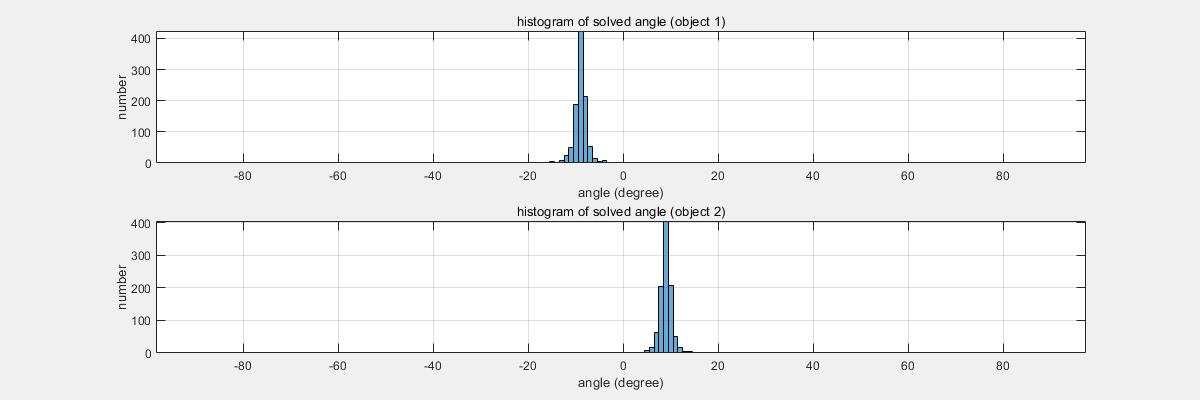 histogram of solved angle (object 1)
number
400
300
200
100
0
-80 -60 -40 -20 0 20 40 60 80
angle (degree)
histogram of solved angle (object 2)
number
400
300
200
100
0
-80 -60 -40 -20 0 20 40 60 80
angle (degree)